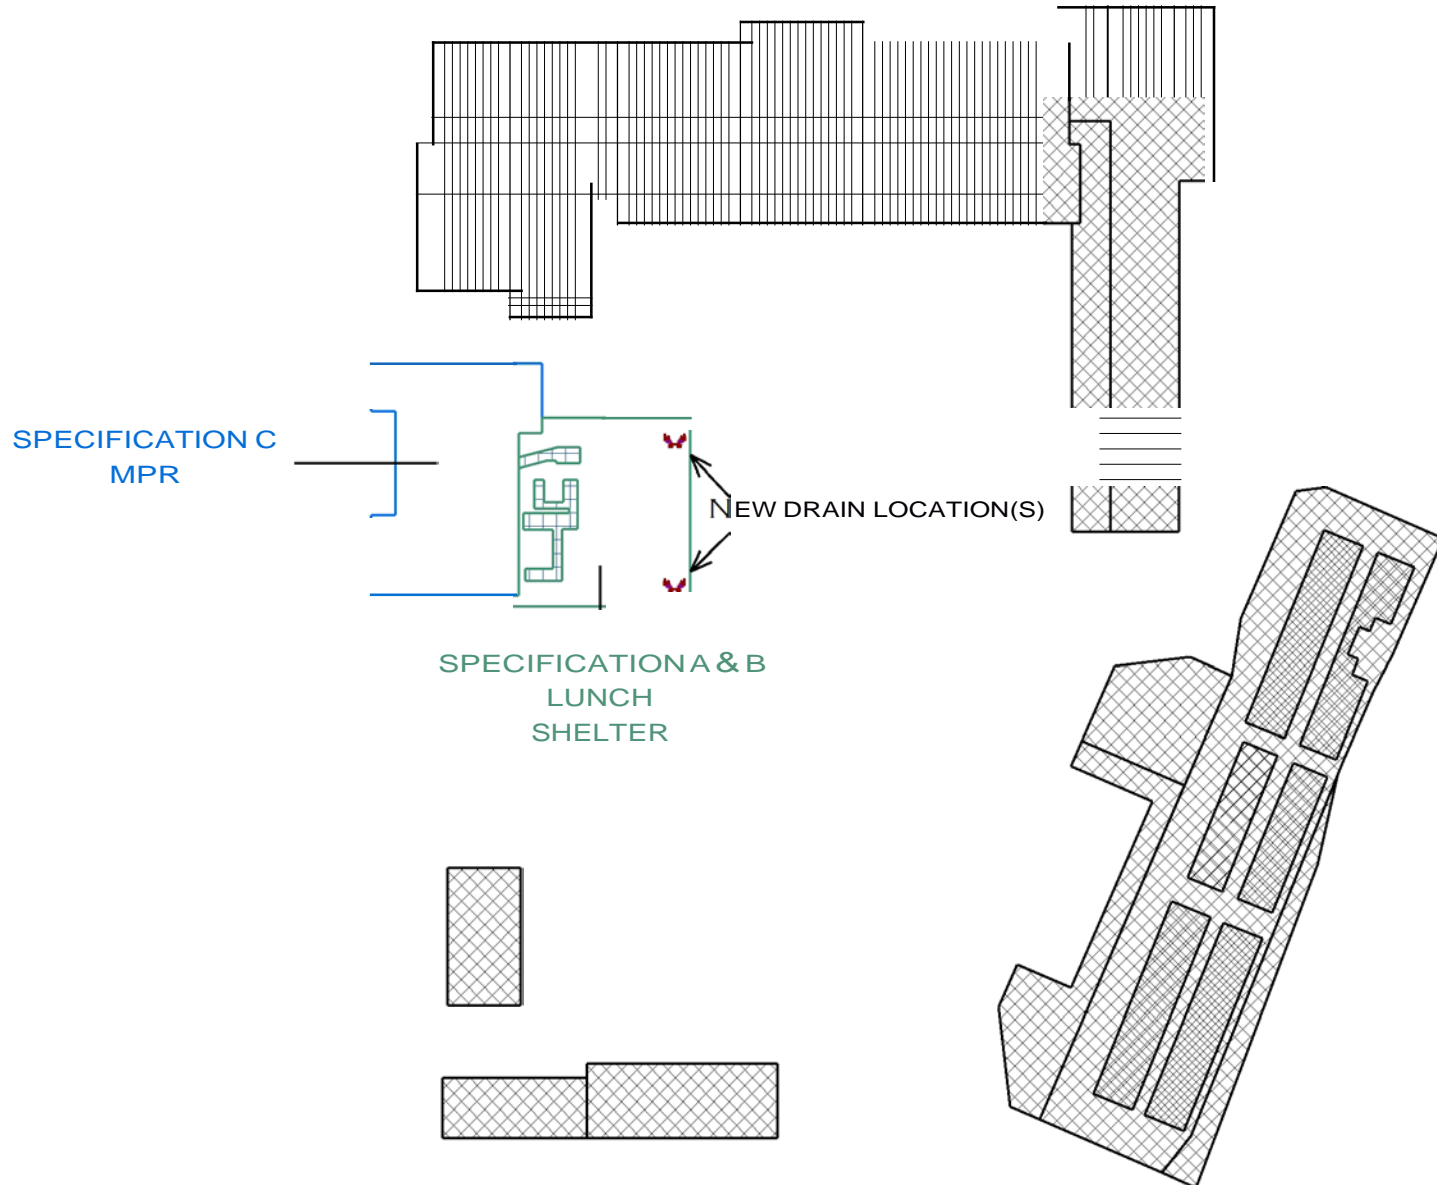 SPECIFICATION C
MPR
NEW DRAIN LOCATION(S)
SPECIFICATION A & B
LUNCH
SHELTER